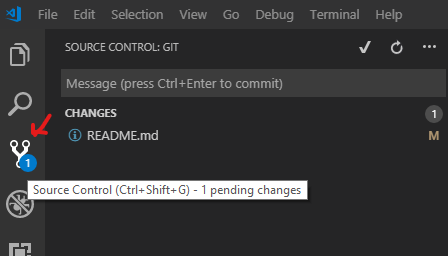 File Edit Selection View Go Debug Terminal Help
SOURCE CONTROL: GIT
Message (press Ctrl+Enter to commit)
CHANGES 1
README.md M
1
Source Control (Ctrl+Shift+G) - 1 pending changes